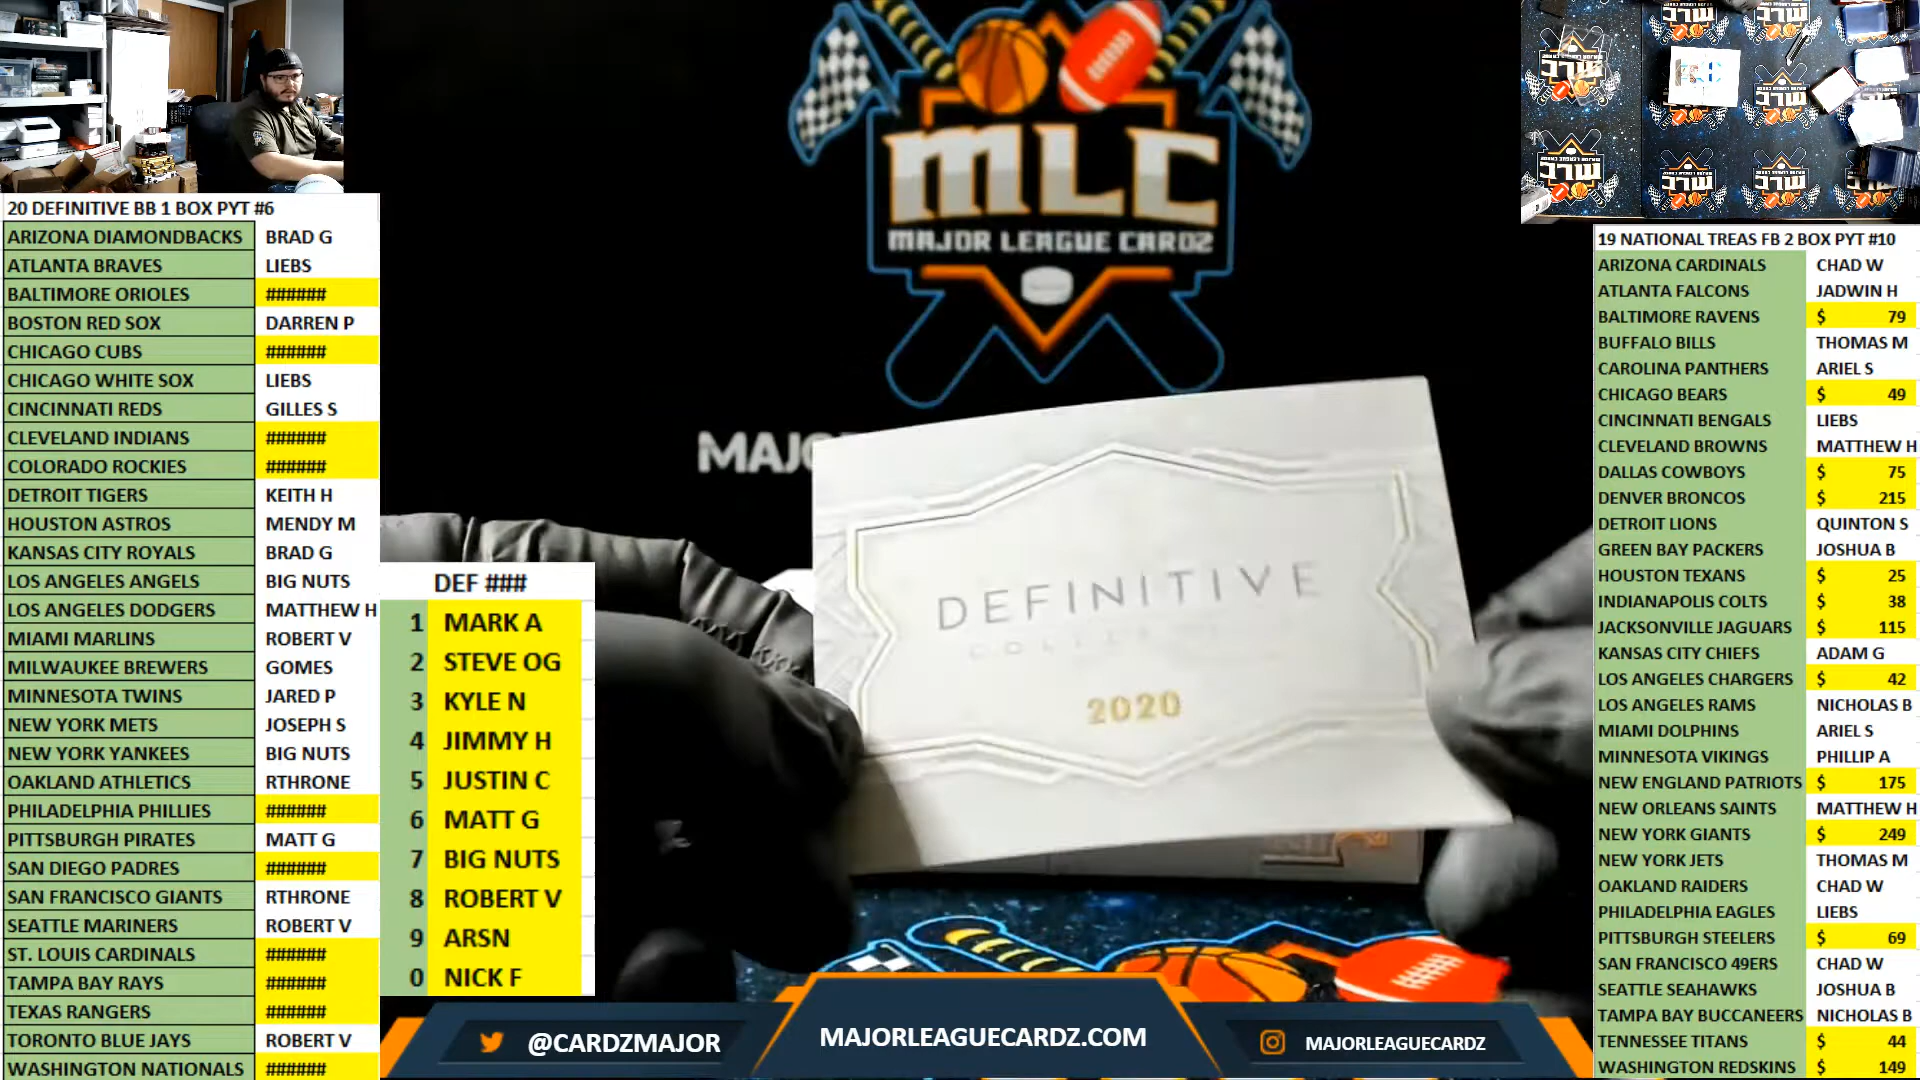 20 DEFINITIVE BB 1 BOX PYT #6
ARIZONA DIAMONDBACKS BRAD G
ATLANTA BRAVES LIEBS
BALTIMORE ORIOLES ######
BOSTON RED SOX DARREN P
CHICAGO CUBS ######
CHICAGO WHITE SOX LIEBS
CINCINNATI REDS GILLES S
CLEVELAND INDIANS ######
COLORADO ROCKIES ######
DETROIT TIGERS KEITH H
HOUSTON ASTROS MENDY M
KANSAS CITY ROYALS BRAD G
LOS ANGELES ANGELS BIG NUTS
LOS ANGELES DODGERS MATTHEW H
MIAMI MARLINS ROBERT V
MILWAUKEE BREWERS GOMES
MINNESOTA TWINS JARED P
NEW YORK METS JOSEPH S
NEW YORK YANKEES BIG NUTS
OAKLAND ATHLETICS RTHRONE
PHILADELPHIA PHILLIES ######
PITTSBURGH PIRATES MATT G
SAN DIEGO PADRES ######
SAN FRANCISCO GIANTS RTHRONE
SEATTLE MARINERS ROBERT V
ST. LOUIS CARDINALS ######
TAMPA BAY RAYS ######
TEXAS RANGERS ######
TORONTO BLUE JAYS ROBERT V
WASHINGTON NATIONALS ######
DEF ###
1 MARK A
2 STEVE OG
3 KYLE N
4 JIMMY H
5 JUSTIN C
6 MATT G
7 BIG NUTS
8 ROBERT V
9 ARSN
0 NICK F
MLC
MAJOR LEAGUE CARDZ
DEFINITIVE
2020
@CARDZMAJOR
MAJORLEAGUECARDZ.COM
MAJORLEAGUECARDZ
19 NATIONAL TREAS FB 2 BOX PYT #10
ARIZONA CARDINALS CHAD W
ATLANTA FALCONS JADWIN H
BALTIMORE RAVENS $ 79
BUFFALO BILLS THOMAS M
CAROLINA PANTHERS ARIEL S
CHICAGO BEARS $ 49
CINCINNATI BENGALS LIEBS
CLEVELAND BROWNS MATTHEW H
DALLAS COWBOYS $ 75
DENVER BRONCOS $ 215
DETROIT LIONS QUINTON S
GREEN BAY PACKERS JOSHUA B
HOUSTON TEXANS $ 25
INDIANAPOLIS COLTS $ 38
JACKSONVILLE JAGUARS $ 115
KANSAS CITY CHIEFS ADAM G
LOS ANGELES CHARGERS $ 42
LOS ANGELES RAMS NICHOLAS B
MIAMI DOLPHINS ARIEL S
MINNESOTA VIKINGS PHILLIP A
NEW ENGLAND PATRIOTS $ 175
NEW ORLEANS SAINTS MATTHEW H
NEW YORK GIANTS $ 249
NEW YORK JETS THOMAS M
OAKLAND RAIDERS CHAD W
PHILADELPHIA EAGLES LIEBS
PITTSBURGH STEELERS $ 69
SAN FRANCISCO 49ERS CHAD W
SEATTLE SEAHAWKS JOSHUA B
TAMPA BAY BUCCANEERS NICHOLAS B
TENNESSEE TITANS $ 44
WASHINGTON REDSKINS $ 149